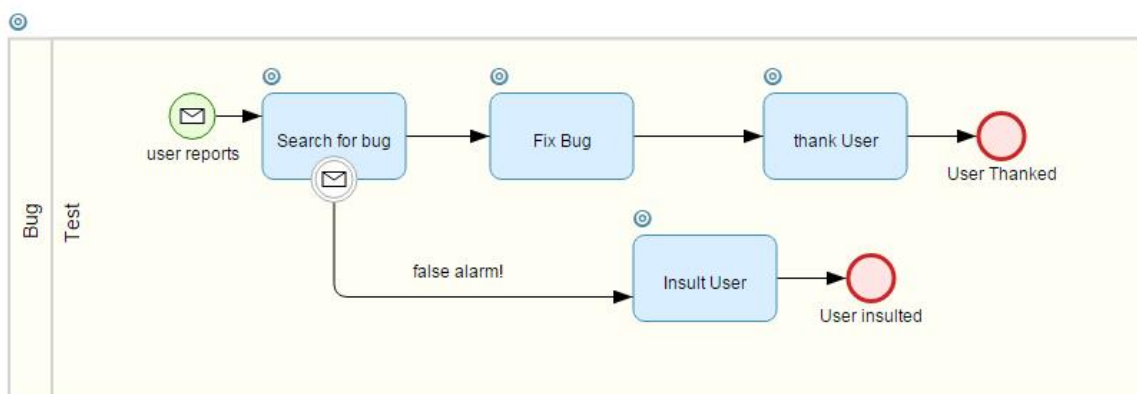 Bug
Test
user reports
Search for bug
Fix Bug
thank User
User Thanked
false alarm!
Insult User
User insulted